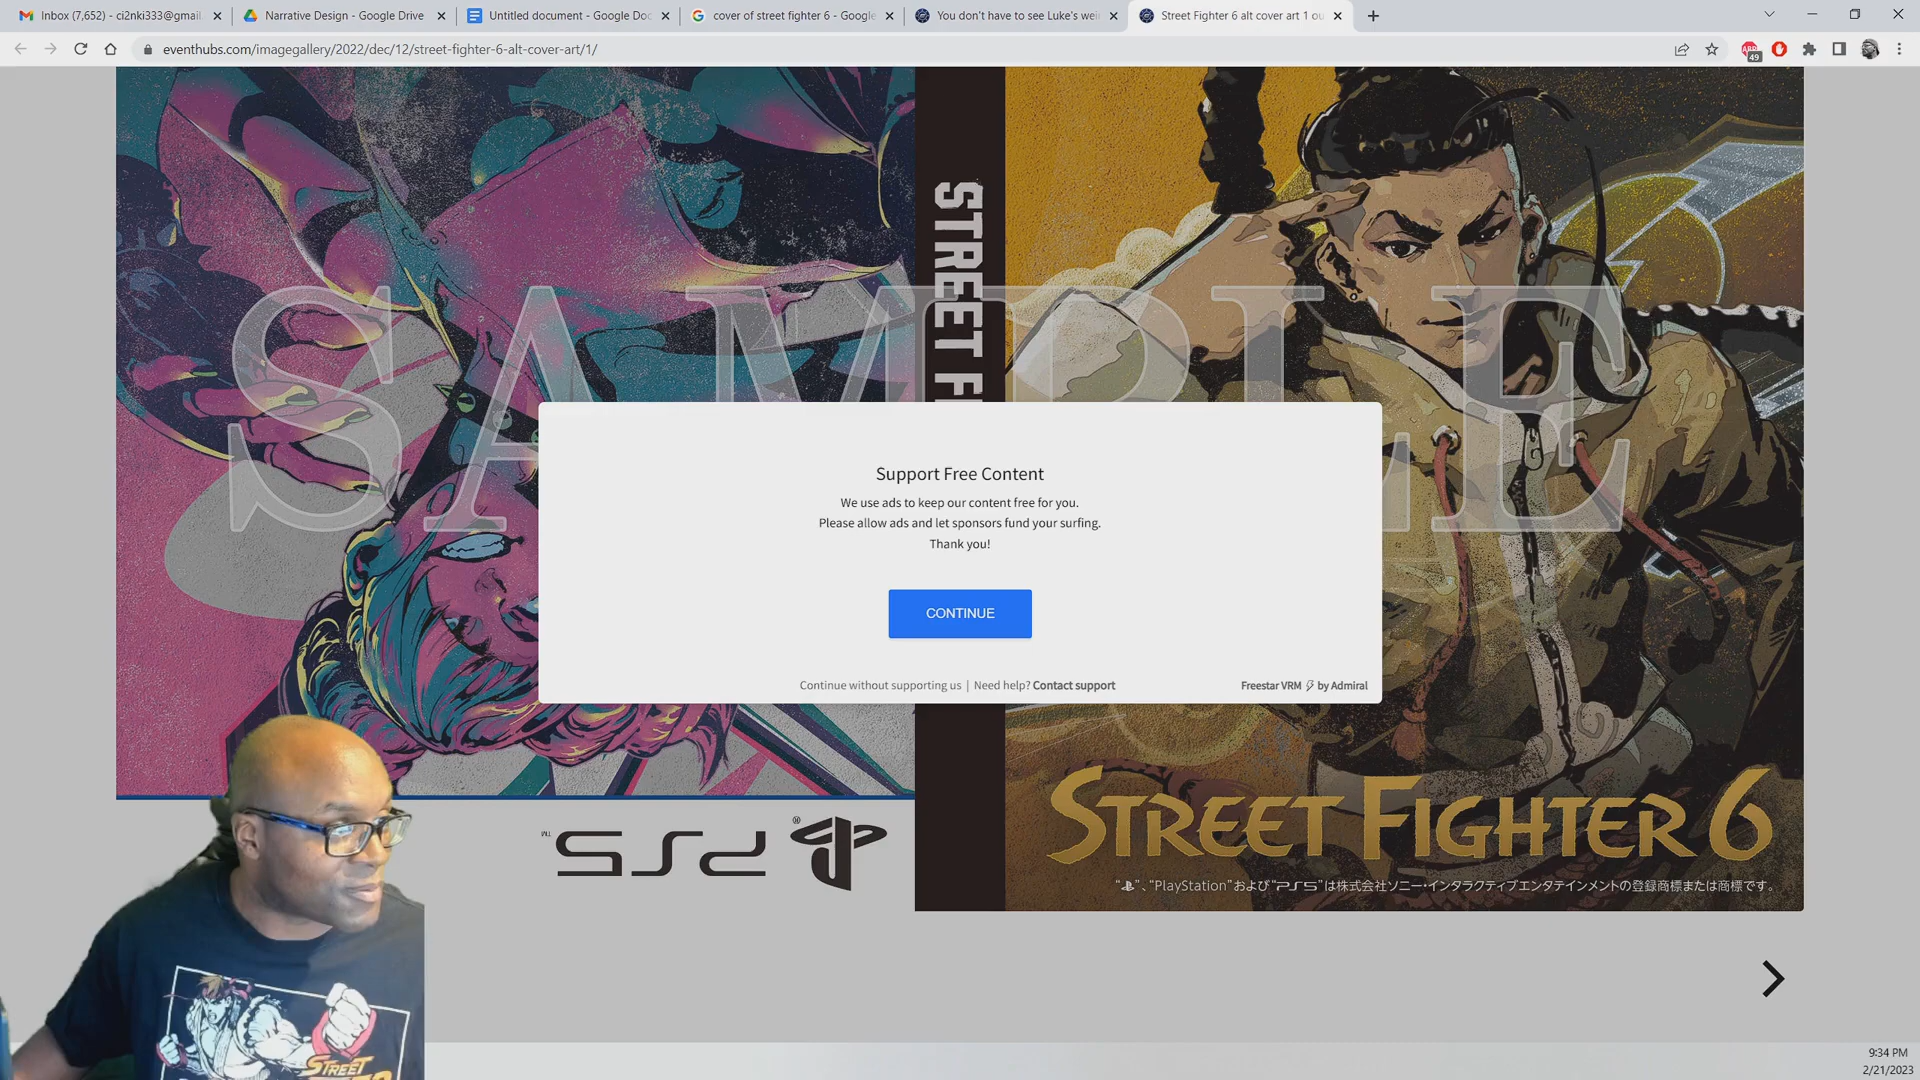 Inbox (7,652) - ci2nki333@gmail.
Narrative Design - Google Drive
Untitled document - Google Doc
cover of street fighter 6 - Google
You don't have to see Luke's wei
Street Fighter 6 alt cover art 1 ou
eventhubs.com/imagegallery/2022/dec/12/street-fighter-6-alt-cover-art/1/
ABP
49
STREET F
SAMPLE
Support Free Content
We use ads to keep our content free for you.
Please allow ads and let sponsors fund your surfing.
Thank you!
CONTINUE
Continue without supporting us | Need help? Contact support
Freestar VRM by Admiral
PS5
TM
®
STREET FIGHTER 6
“ ”、“PlayStation”および“PS5”は株式会社ソニー・インタラクティブエンタテインメントの登録商標または商標です。
STREET
9:34 PM
2/21/2023